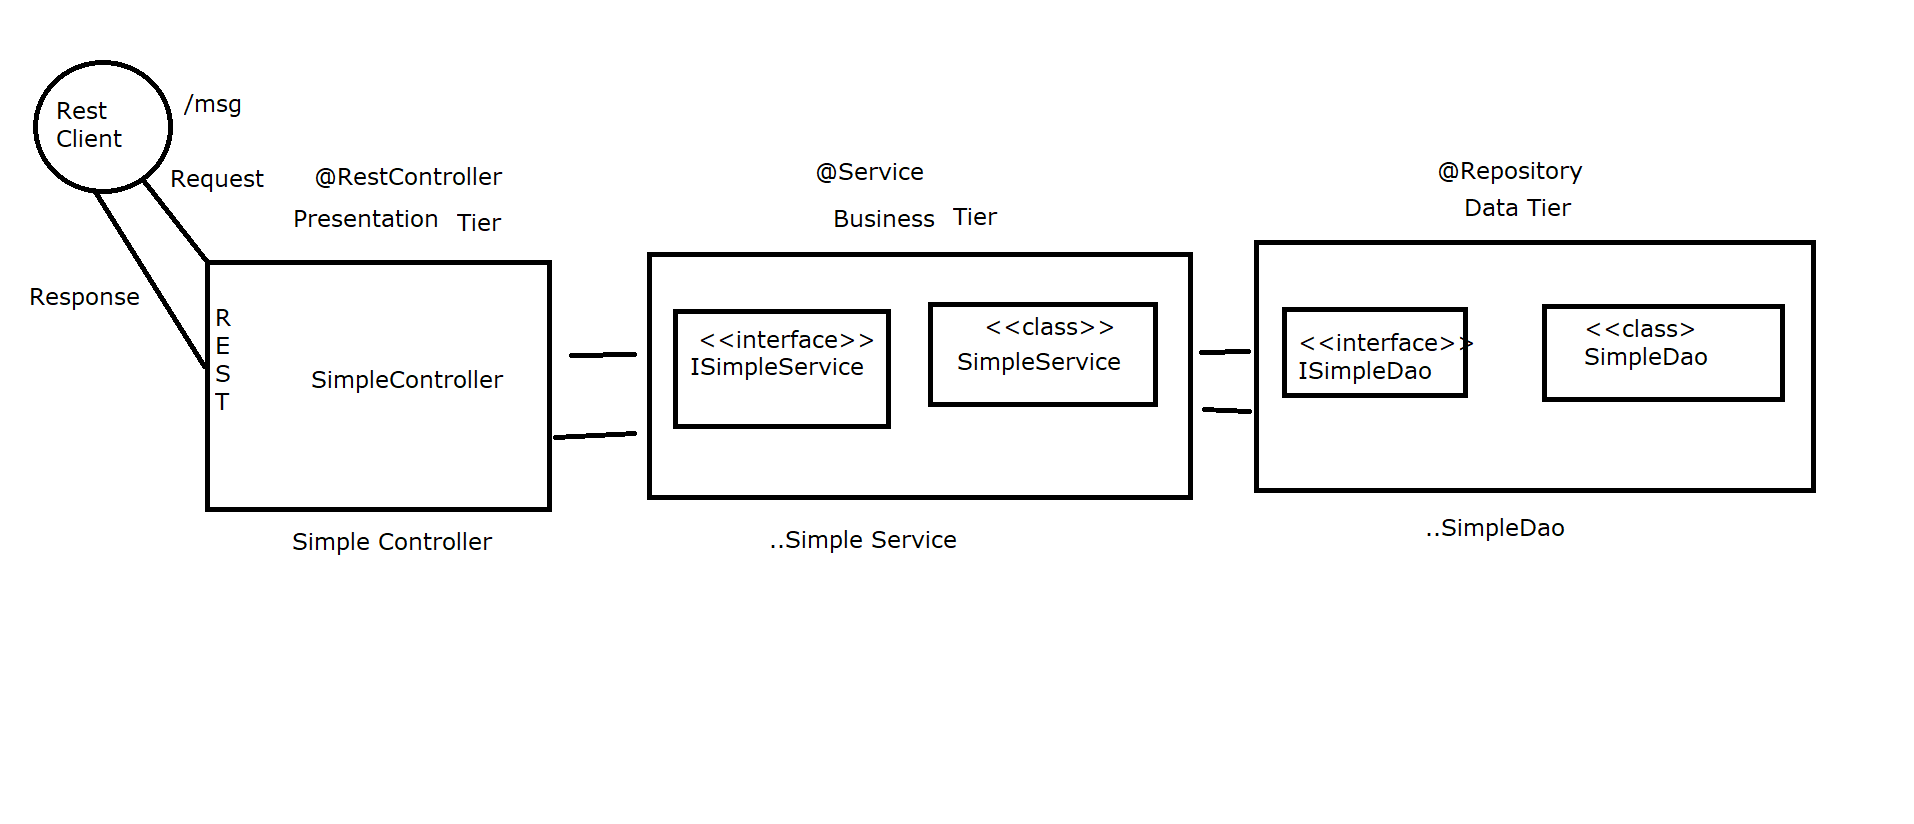 Rest
Client
/msg
Request
Response
@RestController
Presentation Tier
R
E
S
T
SimpleController
Simple Controller
@Service
Business Tier
<<interface>>
ISimpleService
<<class>>
SimpleService
..Simple Service
@Repository
Data Tier
<<interface>>
ISimpleDao
<<class>
SimpleDao
..SimpleDao